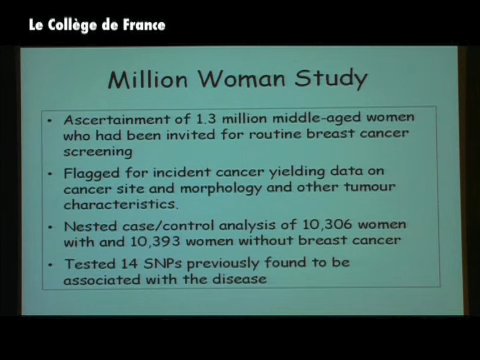 Le Collège de France
Million Woman Study
• Ascertainment of 1.3 million middle-aged women
who had been invited for routine breast cancer
screening
• Flagged for incident cancer yielding data on
cancer site and morphology and other tumour
characteristics.
• Nested case/control analysis of 10,306 women
with and 10,393 women without breast cancer
• Tested 14 SNPs previously found to be
associated with the disease